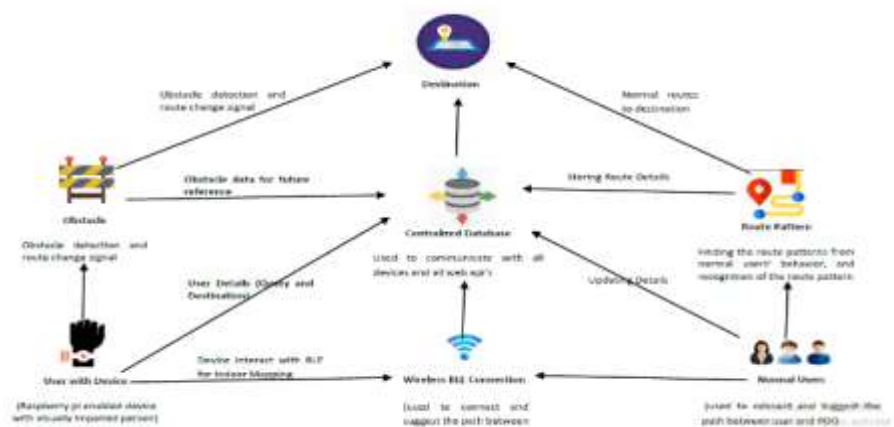 Destination
Obstacle detection and
route change signal
Normal routes
to destination
Obstacle data for future
reference
Storing Route Details
Obstacle
Centralized Database
Route Pattern
Obstacle detection and
route change signal
Used to communicate with all
devices and all web api's
Finding the route patterns from
normal users' behavior, and
recognition of the route pattern
User Details (Query and
Destination)
Updating Details
Device interact with BLE
for Indoor Mapping
User with Device
Wireless BLE Connection
Normal Users
(Raspberry pi enabled device
with visually impaired person)
(used to connect and
suggest the path between
(used to relevant and suggest the
path between user and